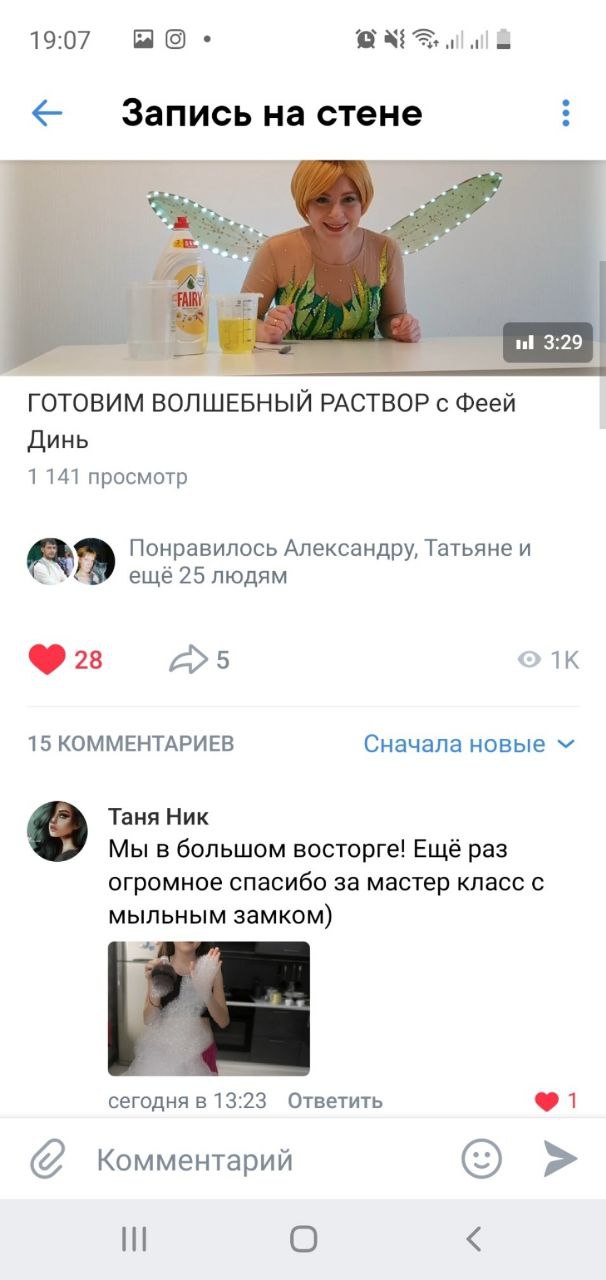 19:07
Запись на стене
FAIRY
3:29
ГОТОВИМ ВОЛШЕБНЫЙ РАСТВОР с Феей
Динь
1 141 просмотр
Понравилось Александру, Татьяне и
ещё 25 людям
28
5
1K
15 КОММЕНТАРИЕВ
Сначала новые
Таня Ник
Мы в большом восторге! Ещё раз
огромное спасибо за мастер класс с
мыльным замком)
сегодня в 13:23
Ответить
1
Комментарий